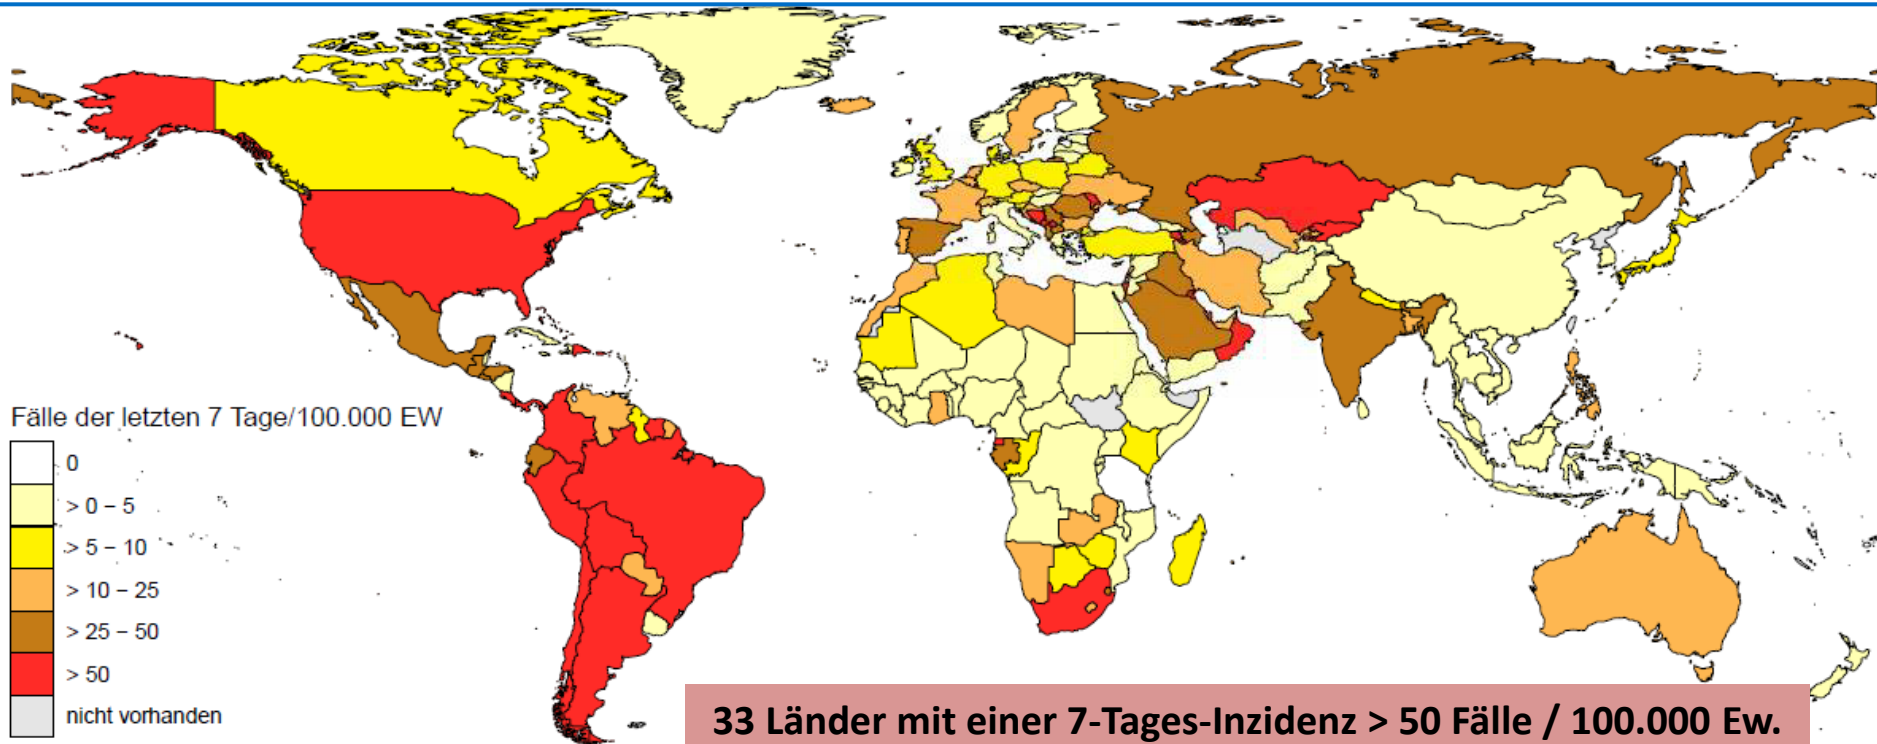 Fälle der letzten 7 Tage/100.000 EW
0
> 0 – 5
> 5 – 10
> 10 – 25
> 25 – 50
> 50
nicht vorhanden
33 Länder mit einer 7-Tages-Inzidenz > 50 Fälle / 100.000 Ew.